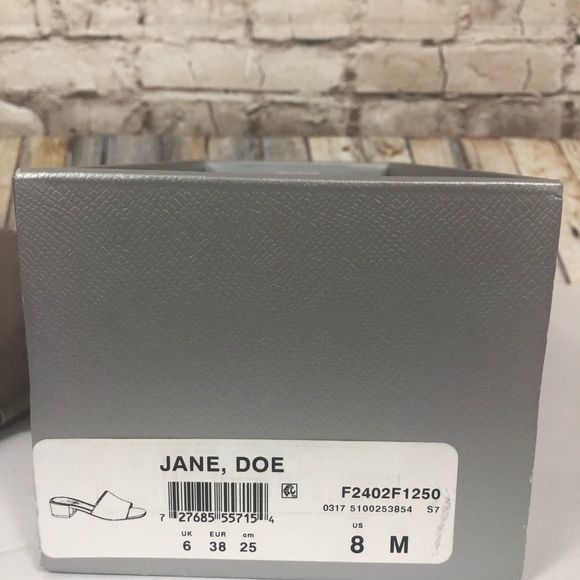 JANE, DOE
7 27685 55715 4
F2402F1250
0317 5100253854 S7
UK EUR cm
6 38 25
US
8 M